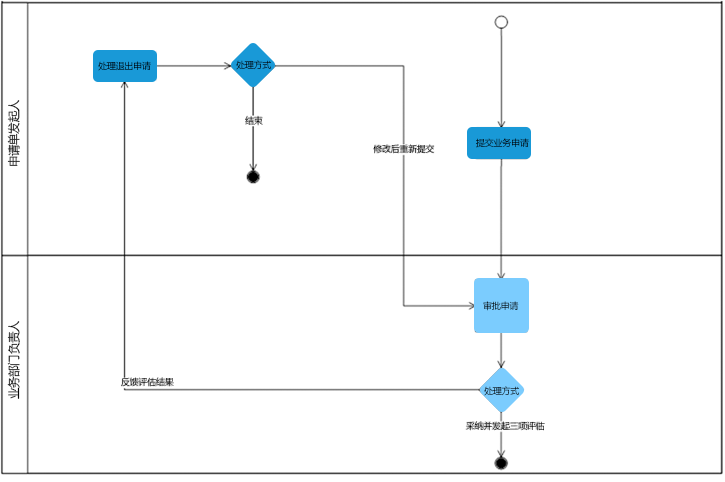 申请单发起人
处理退出申请
处理方式
结束
修改后重新提交
提交业务申请
业务部门负责人
审批申请
处理方式
反馈评估结果
采纳并发起三项评估